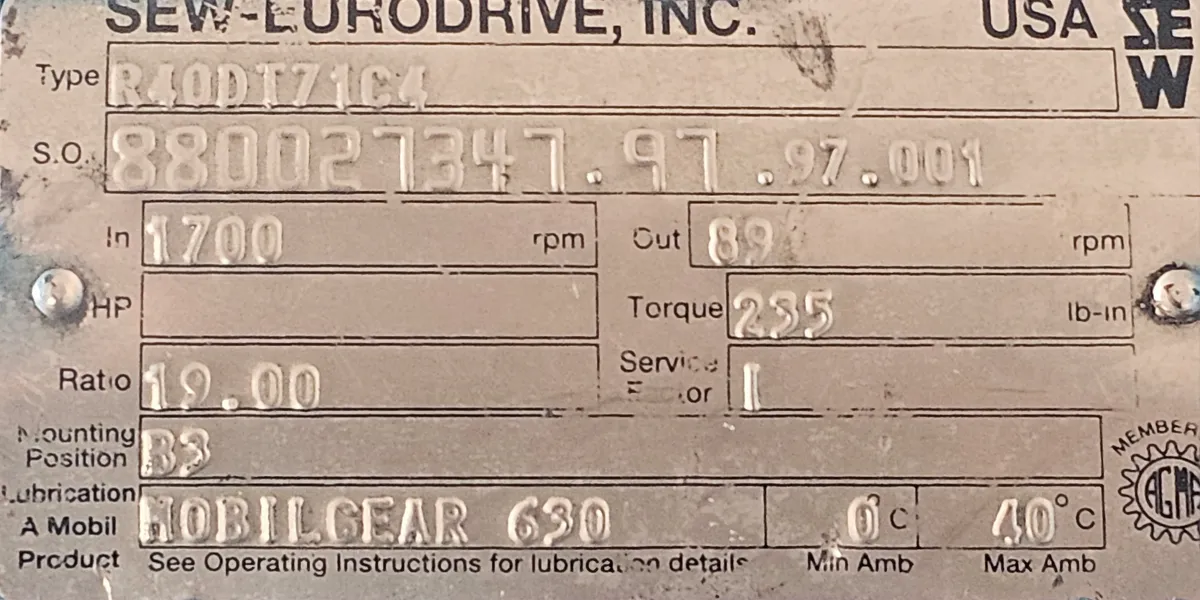 SEW-EURODRIVE, INC. USA SEW
Type R40DT71C4
S.O. 880027347.97.97.001
In 1700 rpm Out 89 rpm
HP Torque 235 lb-in
Ratio 19.00 Service Factor I
Mounting Position B3
Lubrication
A Mobil Product MOBILGEAR 630 0°C 40°C
See Operating Instructions for lubrication details Min Amb Max Amb
MEMBER AGMA